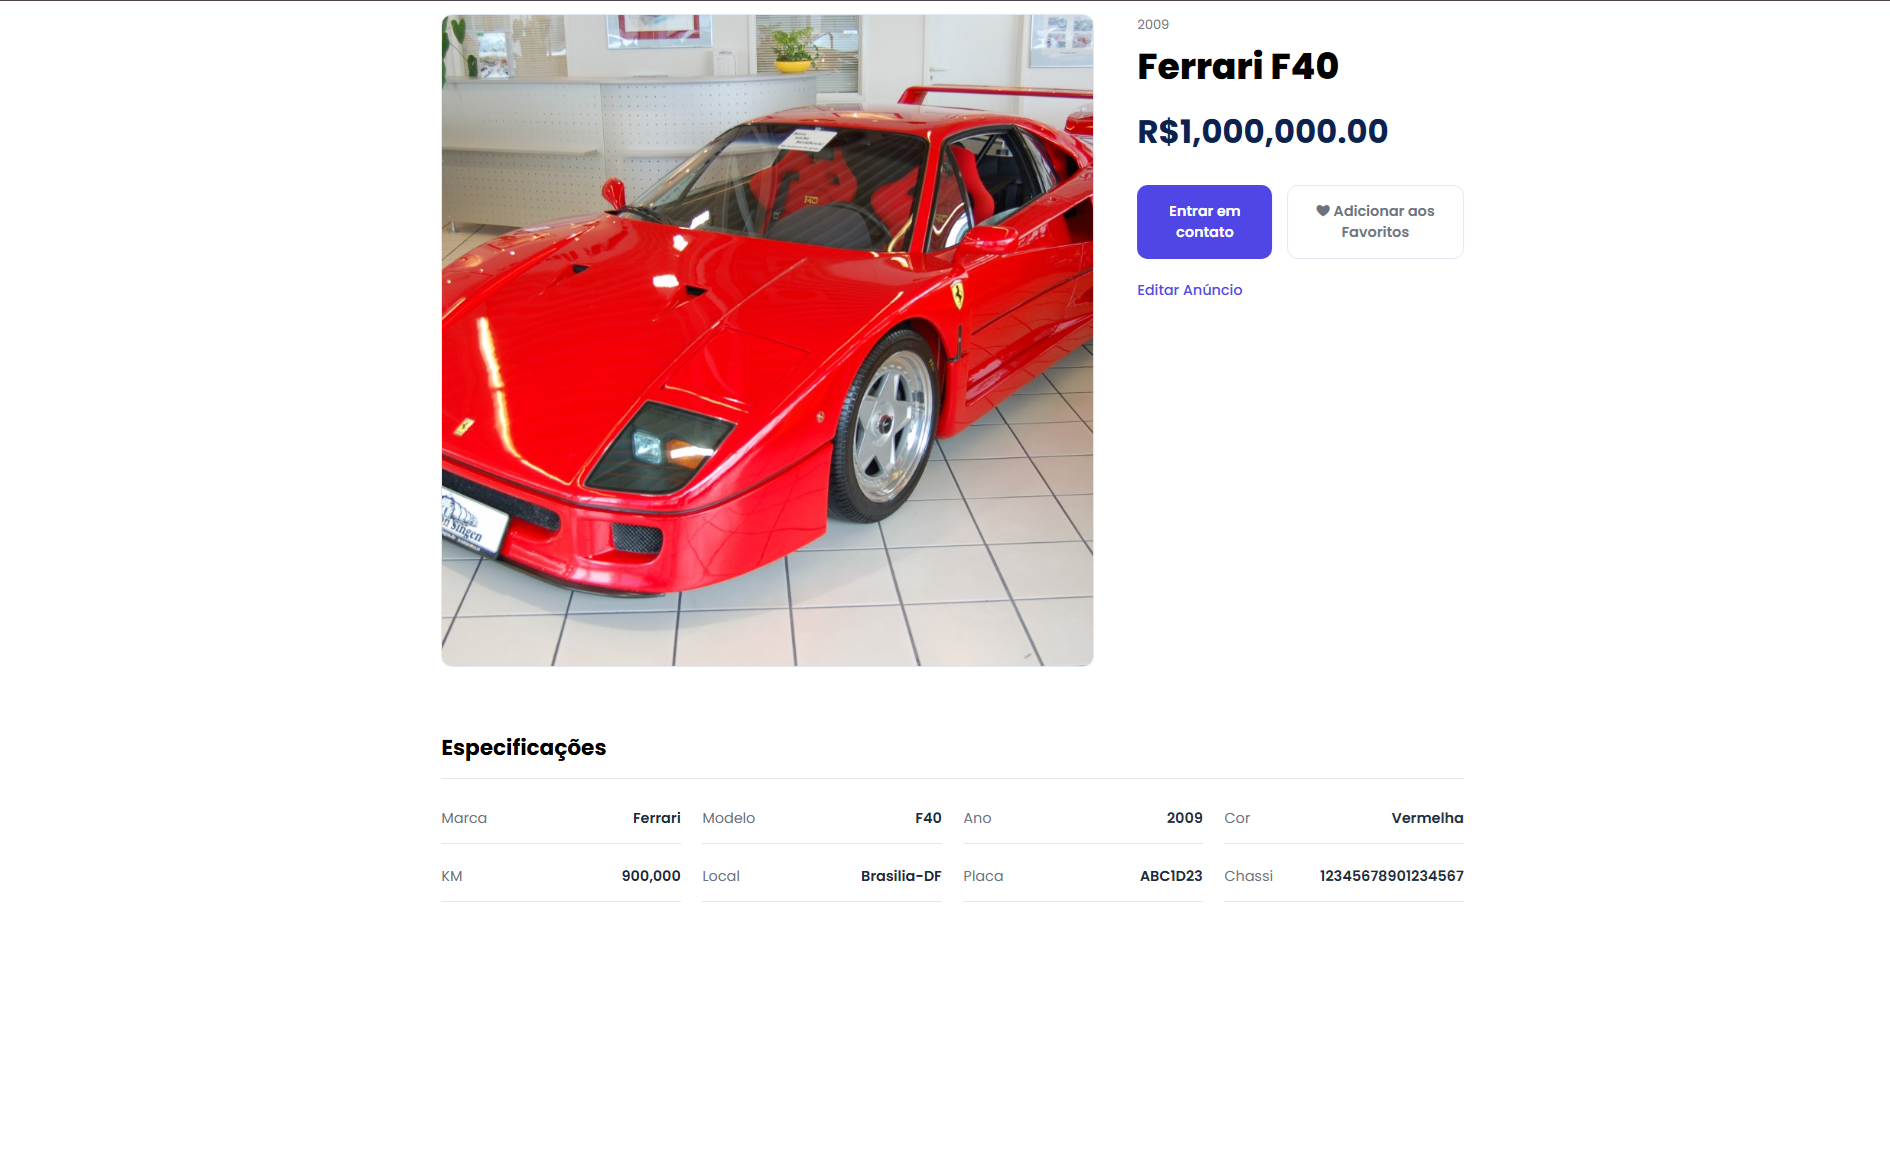 2009
Ferrari F40
R$1,000,000.00
Entrar em
contato
Adicionar aos
Favoritos
Editar Anúncio
Singen
Especificações
Marca Ferrari Modelo F40 Ano 2009 Cor Vermelha
KM 900,000 Local Brasilia-DF Placa ABC1D23 Chassi 12345678901234567